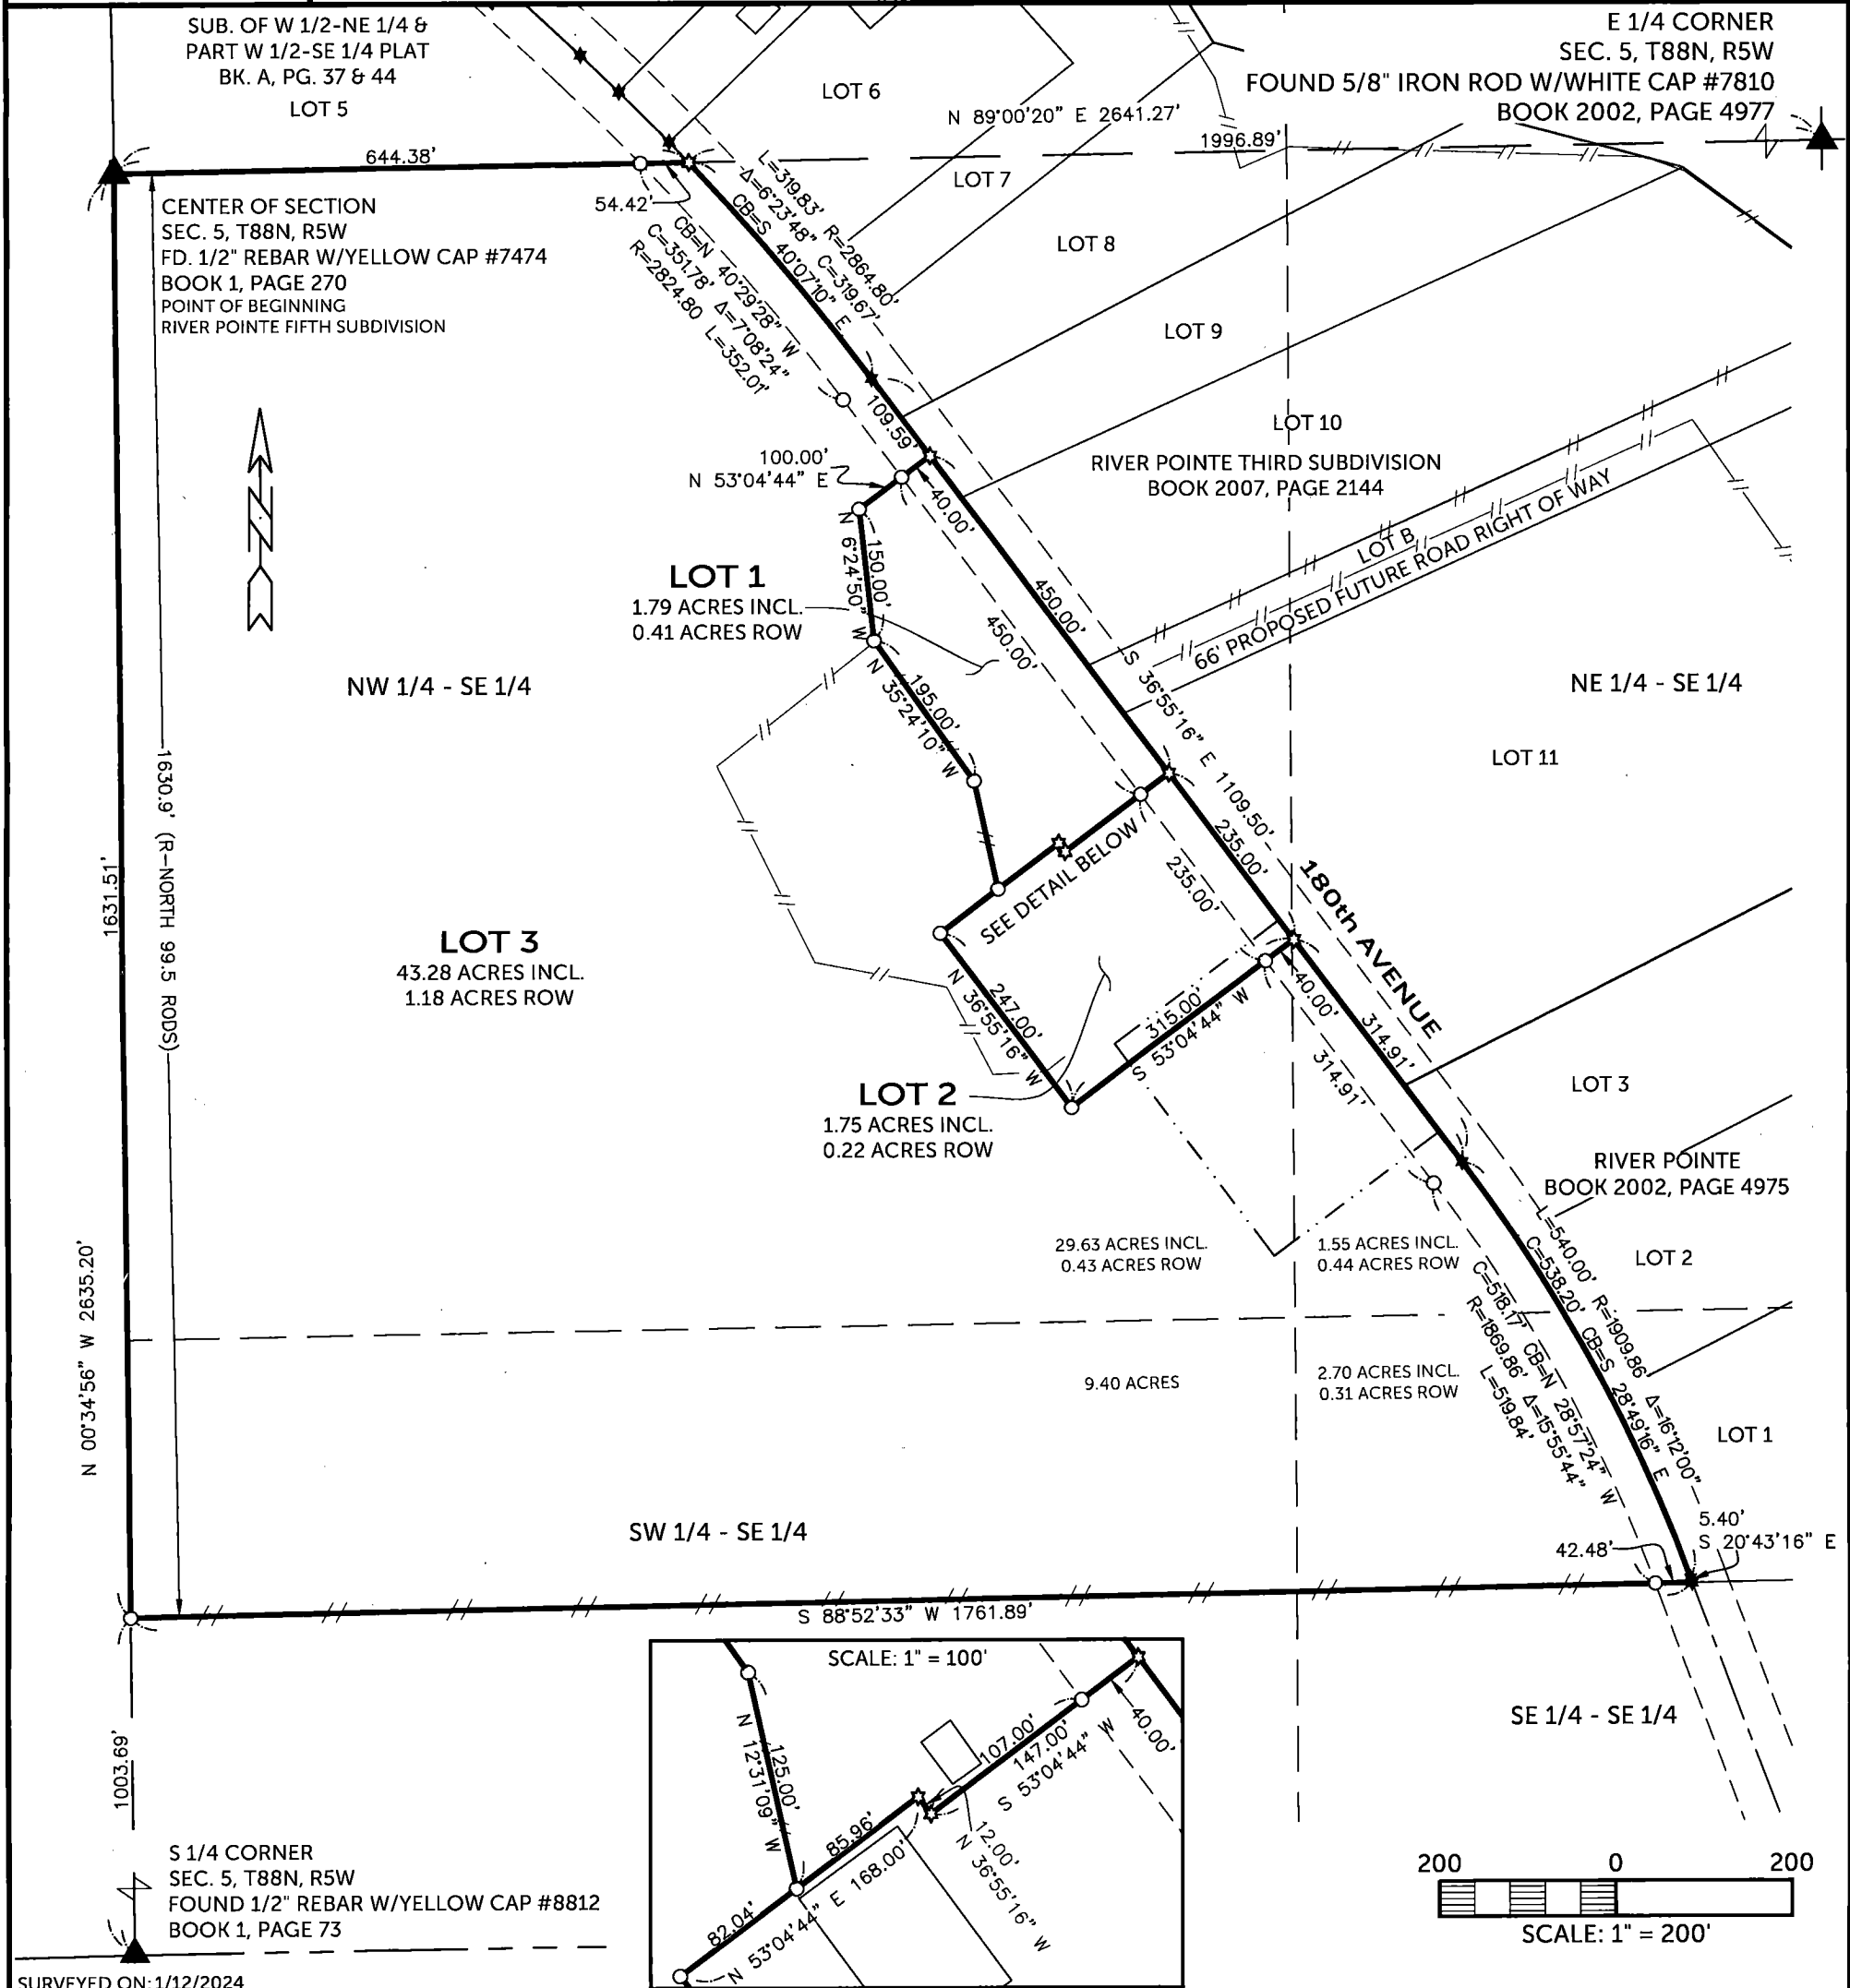 SUB. OF W 1/2-NE 1/4 &
PART W 1/2-SE 1/4 PLAT
BK. A, PG. 37 & 44
LOT 5
LOT 6
E 1/4 CORNER
SEC. 5, T88N, R5W
FOUND 5/8" IRON ROD W/WHITE CAP #7810
BOOK 2002, PAGE 4977
N 89°00'20" E 2641.27'
1996.89'
644.38'
54.42'
CENTER OF SECTION
SEC. 5, T88N, R5W
FD. 1/2" REBAR W/YELLOW CAP #7474
BOOK 1, PAGE 270
POINT OF BEGINNING
RIVER POINTE FIFTH SUBDIVISION
L=319.83' R=2864.80'
Δ=6°23'48" C=319.67'
CB=S 40°07'10" E
CB=N 40°29'28" W
C=351.78' Δ=7°08'24"
R=2824.80 L=352.01'
LOT 7
LOT 8
LOT 9
LOT 10
RIVER POINTE THIRD SUBDIVISION
BOOK 2007, PAGE 2144
109.59'
100.00'
N 53°04'44" E
40.00'
LOT B
66' PROPOSED FUTURE ROAD RIGHT OF WAY
150.00'
N 6°24'50" W
LOT 1
1.79 ACRES INCL.
0.41 ACRES ROW
450.00'
450.00'
NW 1/4 - SE 1/4
NE 1/4 - SE 1/4
195.00'
N 35°24'10" W
S 36°55'16" E 1109.50'
LOT 11
1630.9' (R-NORTH 99.5 RODS)
1631.51'
SEE DETAIL BELOW
235.00'
235.00'
180th AVENUE
LOT 3
43.28 ACRES INCL.
1.18 ACRES ROW
247.00'
N 36°55'16" W
315.00'
S 53°04'44" W
40.00'
314.91'
314.91'
LOT 2
1.75 ACRES INCL.
0.22 ACRES ROW
LOT 3
RIVER POINTE
BOOK 2002, PAGE 4975
LOT 2
29.63 ACRES INCL.
0.43 ACRES ROW
1.55 ACRES INCL.
0.44 ACRES ROW
L=540.00' R=1909.86' Δ=16°12'00"
C=538.20' CB=S 28°49'16" E
C=518.17' CB=N 28°57'24" W
R=1869.86' Δ=15°55'44"
L=519.84'
N 00°34'56" W 2635.20'
9.40 ACRES
2.70 ACRES INCL.
0.31 ACRES ROW
LOT 1
SW 1/4 - SE 1/4
5.40'
S 20°43'16" E
42.48'
S 88°52'33" W 1761.89'
SCALE: 1" = 100'
N 12°31'09" W
125.00'
107.00'
147.00'
S 53°04'44" W
40.00'
85.96'
12.00'
N 36°55'16" W
82.04'
N 53°04'44" E 168.00'
SE 1/4 - SE 1/4
1003.69'
S 1/4 CORNER
SEC. 5, T88N, R5W
FOUND 1/2" REBAR W/YELLOW CAP #8812
BOOK 1, PAGE 73
200 0 200
SCALE: 1" = 200'
SURVEYED ON: 1/12/2024